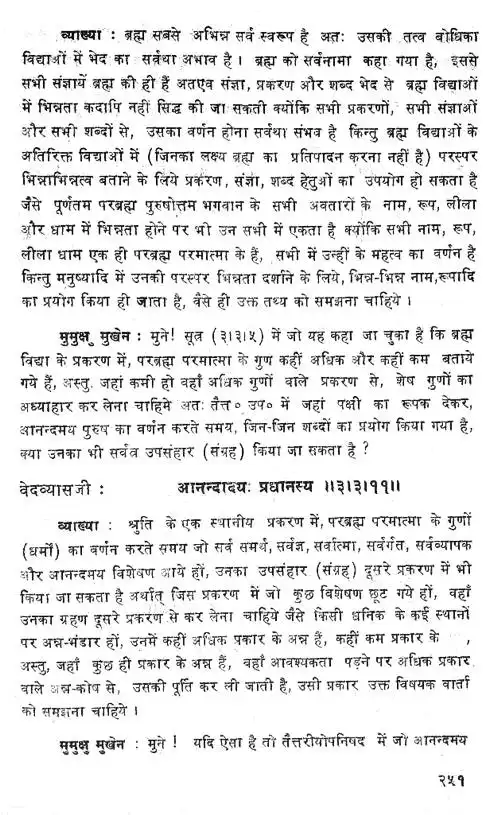 व्याख्या : ब्रह्म सबसे अभिन्न सर्व स्वरूप है अतः उसकी तत्व बोधिका
विद्याओं में भेद का सर्वथा अभाव है। ब्रह्म को सर्वनामा कहा गया है, इससे
सभी संज्ञायें ब्रह्म की ही हैं अतएव संज्ञा, प्रकरण और शब्द भेद से ब्रह्म विद्याओं
में भिन्नता कदापि नहीं सिद्ध की जा सकती क्योंकि सभी प्रकरणों, सभी संज्ञाओं
और सभी शब्दों से, उसका वर्णन होना सर्वथा संभव है किन्तु ब्रह्म विद्याओं के
अतिरिक्त विद्याओं में (जिनका लक्ष्य ब्रह्म का प्रतिपादन करना नहीं है) परस्पर
भिन्नाभिन्नत्व बताने के लिये प्रकरण, संज्ञा, शब्द हेतुओं का उपयोग हो सकता है
जैसे पूर्णतम परब्रह्म पुरुषोत्तम भगवान के सभी अवतारों के नाम, रूप, लीला
और धाम में भिन्नता होने पर भी उन सभी में एकता है क्योंकि सभी नाम, रूप,
लीला धाम एक ही परब्रह्म परमात्मा के हैं, सभी में उन्हीं के महत्व का वर्णन है
किन्तु मनुष्यादि में उनकी परस्पर भिन्नता दर्शाने के लिये, भिन्न-भिन्न नाम,रूपादि
का प्रयोग किया ही जाता है, वैसे ही उक्त तथ्य को समझना चाहिये।
मुमुक्षु मुखेन : मुने! सूत्र (३।३।५) में जो यह कहा जा चुका है कि ब्रह्म
विद्या के प्रकरण में, परब्रह्म परमात्मा के गुण कहीं अधिक और कहीं कम बताये
गये हैं, अस्तु. जहां कमी हो वहाँ अधिक गुणों वाले प्रकरण से, शेष गुणों का
अध्याहार कर लेना चाहिमे अतः तैत्त० उप० में जहां पक्षी का रूपक देकर,
आनन्दमय पुरुष का वर्णन करते समय, जिन-जिन शब्दों का प्रयोग किया गया है,
क्या उनका भी सर्वत्र उपसंहार (संग्रह) किया जा सकता है ?
वेदव्यासजी : आनन्दादयः प्रधानस्य ॥३।३।११॥
व्याख्या : श्रुति के एक स्थानीय प्रकरण में, परब्रह्म परमात्मा के गुणों
(धर्मों) का वर्णन करते समय जो सर्व समर्थ, सर्वज्ञ, सर्वात्मा, सर्वगत, सर्वव्यापक
और आनन्दमय विशेषण आये हों, उनका उपसंहार (संग्रह) दूसरे प्रकरण में भी
किया जा सकता है अर्थात् जिस प्रकरण में जो कुछ विशेषण छूट गये हों, वहाँ
उनका ग्रहण दूसरे प्रकरण से कर लेना चाहिये जैसे किसी धनिक के कई स्थानों
पर अन्न-भंडार हों, उनमें कहीं अधिक प्रकार के अन्न हैं, कहीं कम प्रकार के ,
अस्तु, जहाँ कुछ ही प्रकार के अन्न हैं, वहाँ आवश्यकता पड़ने पर अधिक प्रकार
वाले अन्न-कोष से, उसकी पूर्ति कर ली जाती है, उसी प्रकार उक्त विषयक वार्ता
को समझना चाहिये।
मुमुक्षु मुखेन : मुने ! यदि ऐसा है तो तैत्तरीयोपनिषद में जो आनन्दमय
२५१